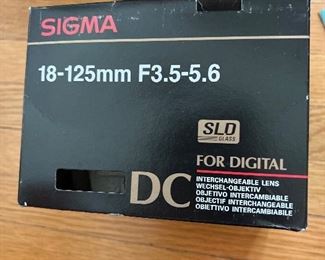 SIGMA
18-125mm F3.5-5.6
SLD
GLASS
FOR DIGITAL
DC
INTERCHANGEABLE LENS
WECHSEL-OBJEKTIV
OBJETIVO INTERCAMBIABLE
OBJECTIF INTERCHANGEABLE
OBIETTIVO INTERCAMBIABILE